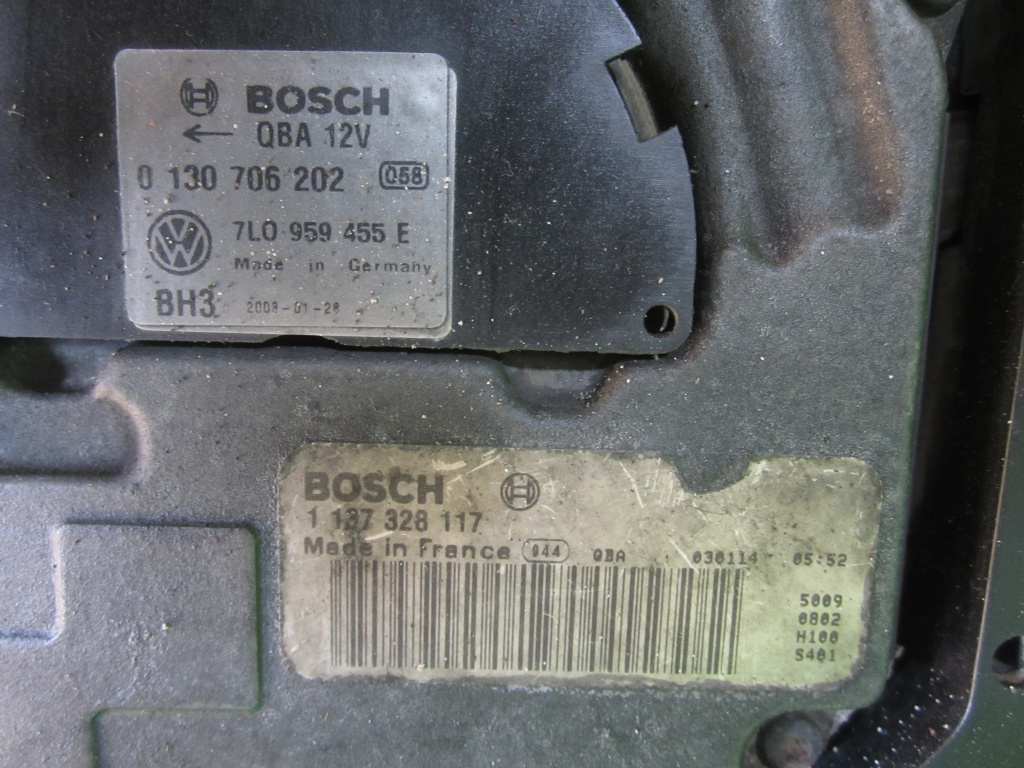 BOSCH
QBA 12V
0 130 706 202 058
7L0 959 455 E
Made in Germany
BH3 2003-01-28
BOSCH
1 137 328 117
Made in France 044 QBA 030114 05:52
5009
0802
H100
S401